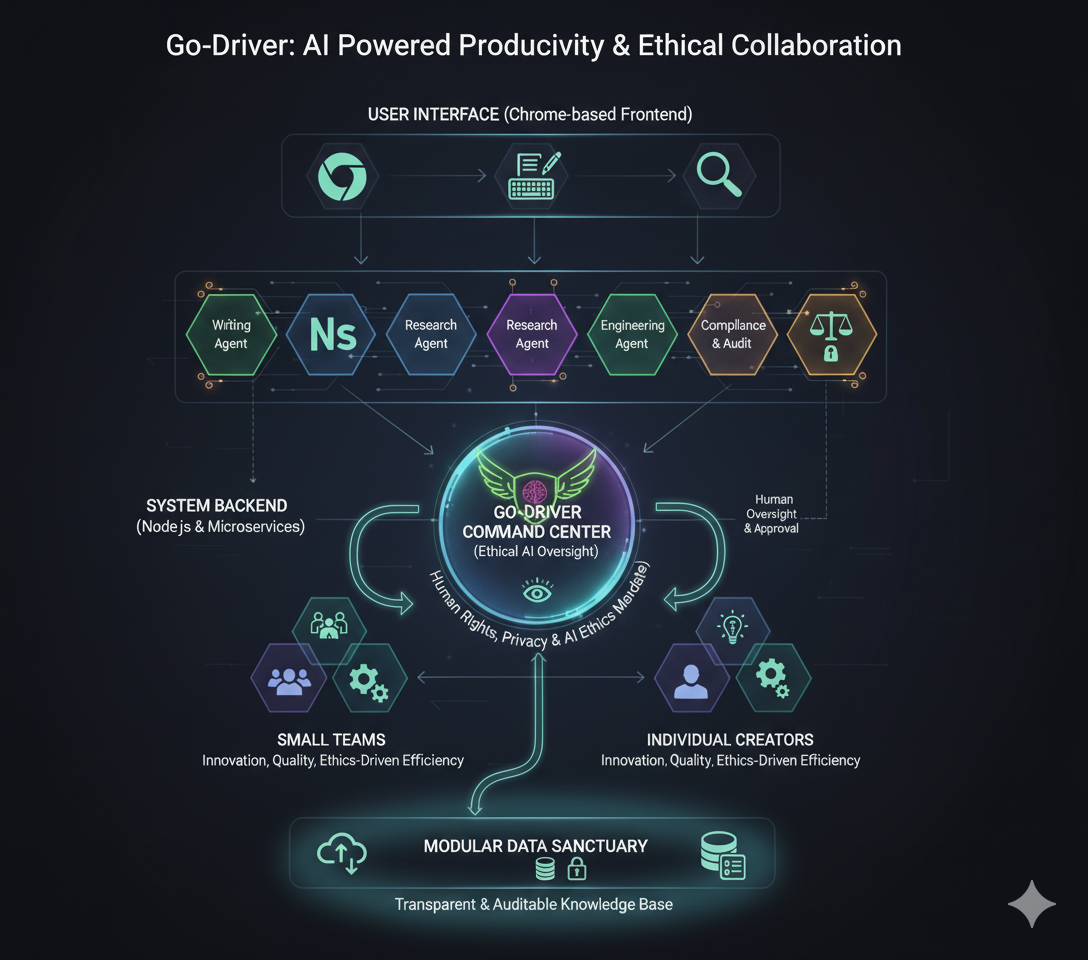 Go-Driver: AI Powered Producivity & Ethical Collaboration
USER INTERFACE (Chrome-based Frontend)
Writing
Agent
Ns
Research
Agent
Research
Agent
Engineering
Agent
Compliance
& Audit
SYSTEM BACKEND
(Node js & Microservices)
GO-DRIVER
COMMAND CENTER
(Ethical AI Oversight)
Human
Oversight
& Approval
Human Rights, Privacy & AI Ethics
SMALL TEAMS
Innovation, Quality, Ethics-Driven Efficiency
INDIVIDUAL CREATORS
Innovation, Quality, Ethics-Driven Efficiency
MODULAR DATA SANCTUARY
Transparent & Auditable Knowledge Base